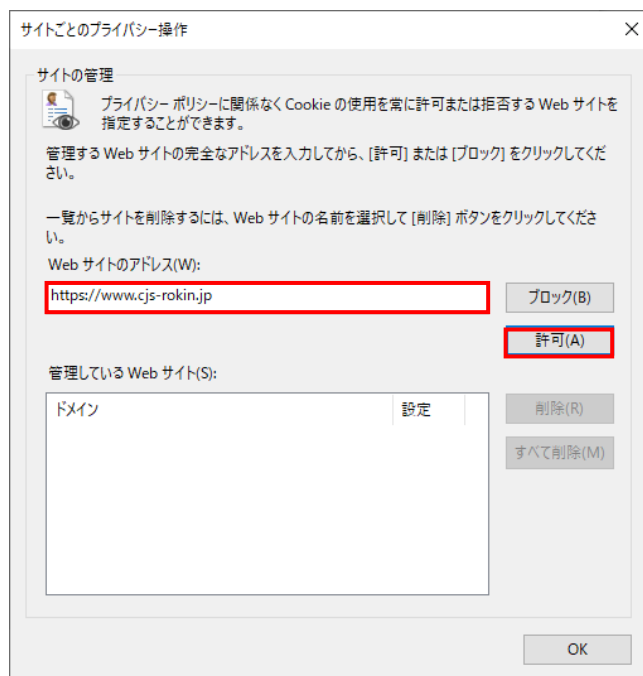 サイトごとのプライバシー操作
サイトの管理
プライバシー ポリシーに関係なく Cookie の使用を常に許可または拒否する Web サイトを
指定することができます。
管理する Web サイトの完全なアドレスを入力してから、[許可] または [ブロック] をクリックしてくだ
さい。
一覧からサイトを削除するには、Web サイトの名前を選択して [削除] ボタンをクリックしてくださ
い。
Web サイトのアドレス(W):
https://www.cjs-rokin.jp
ブロック(B)
許可(A)
管理している Web サイト(S):
ドメイン 設定
削除(R)
すべて削除(M)
OK